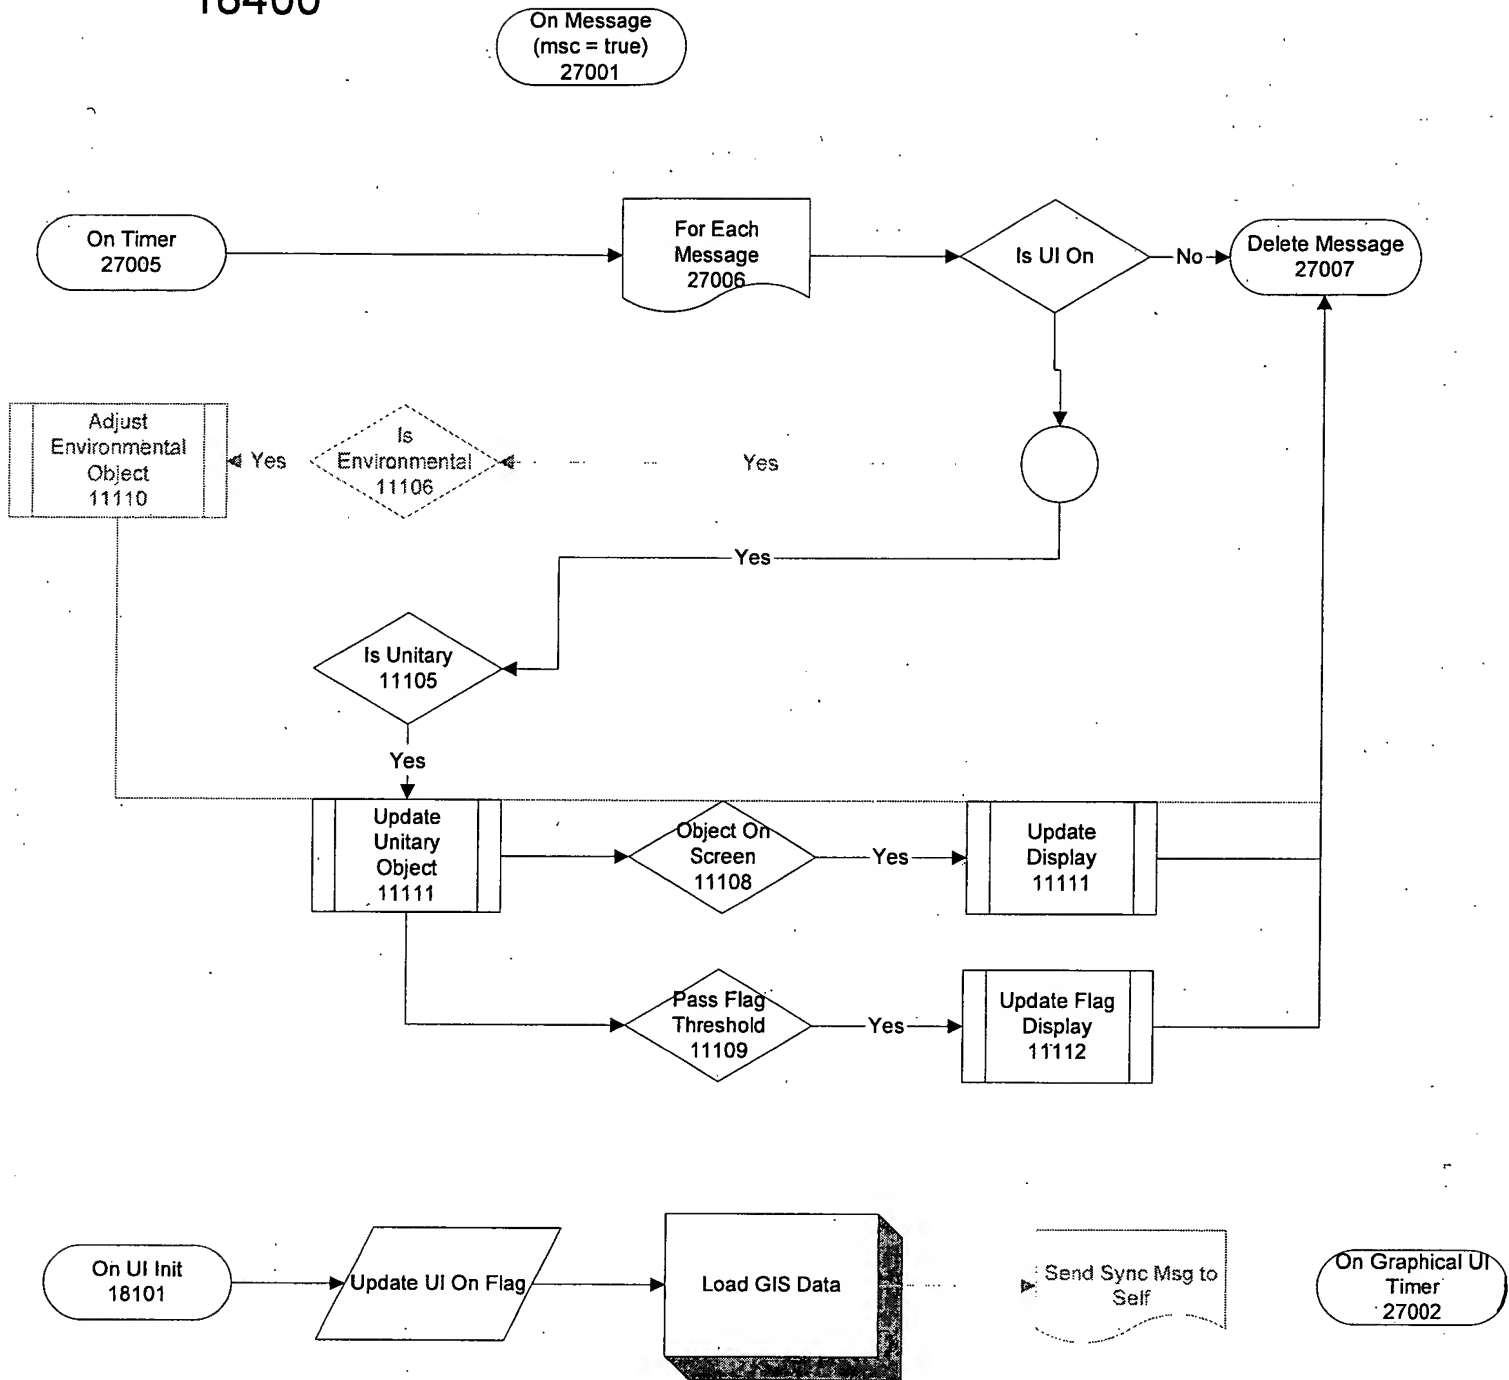 18400
On Message
(msc = true)
27001
On Timer
27005
For Each
Message
27006
Is UI On
No
Delete Message
27007
Adjust
Environmental
Object
11110
Yes
Is
Environmental
11106
Yes
Yes
Is Unitary
11105
Yes
Update
Unitary
Object
11111
Object On
Screen
11108
Yes
Update
Display
11111
Pass Flag
Threshold
11109
Yes
Update Flag
Display
11112
On UI Init
18101
Update UI On Flag
Load GIS Data
Send Sync Msg to
Self
On Graphical UI
Timer
27002